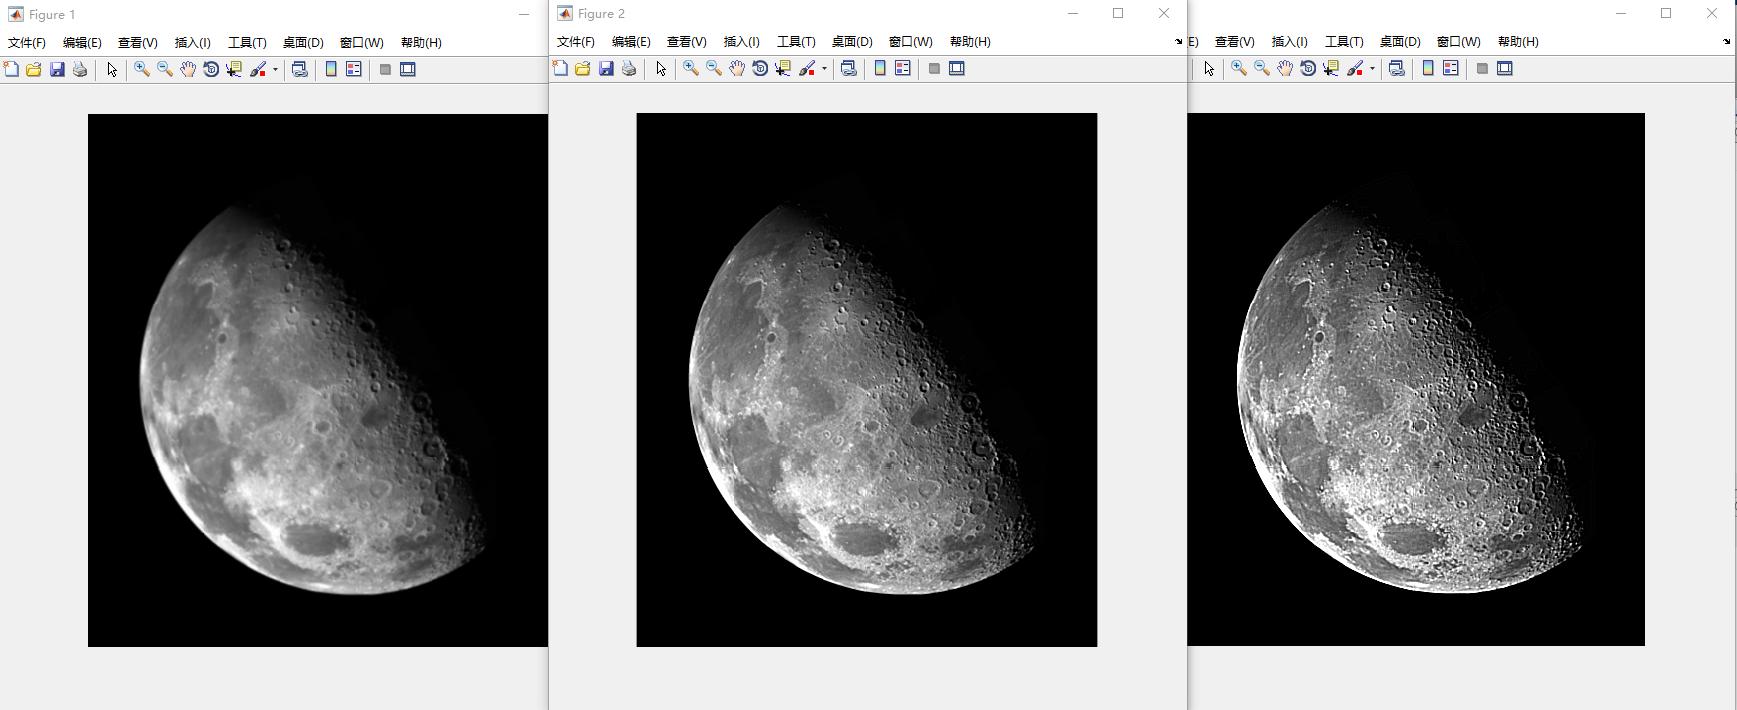 Figure 1
文件(F) 编辑(E) 查看(V) 插入(I) 工具(T) 桌面(D) 窗口(W) 帮助(H)
Figure 2
文件(F) 编辑(E) 查看(V) 插入(I) 工具(T) 桌面(D) 窗口(W) 帮助(H)
E) 查看(V) 插入(I) 工具(T) 桌面(D) 窗口(W) 帮助(H)